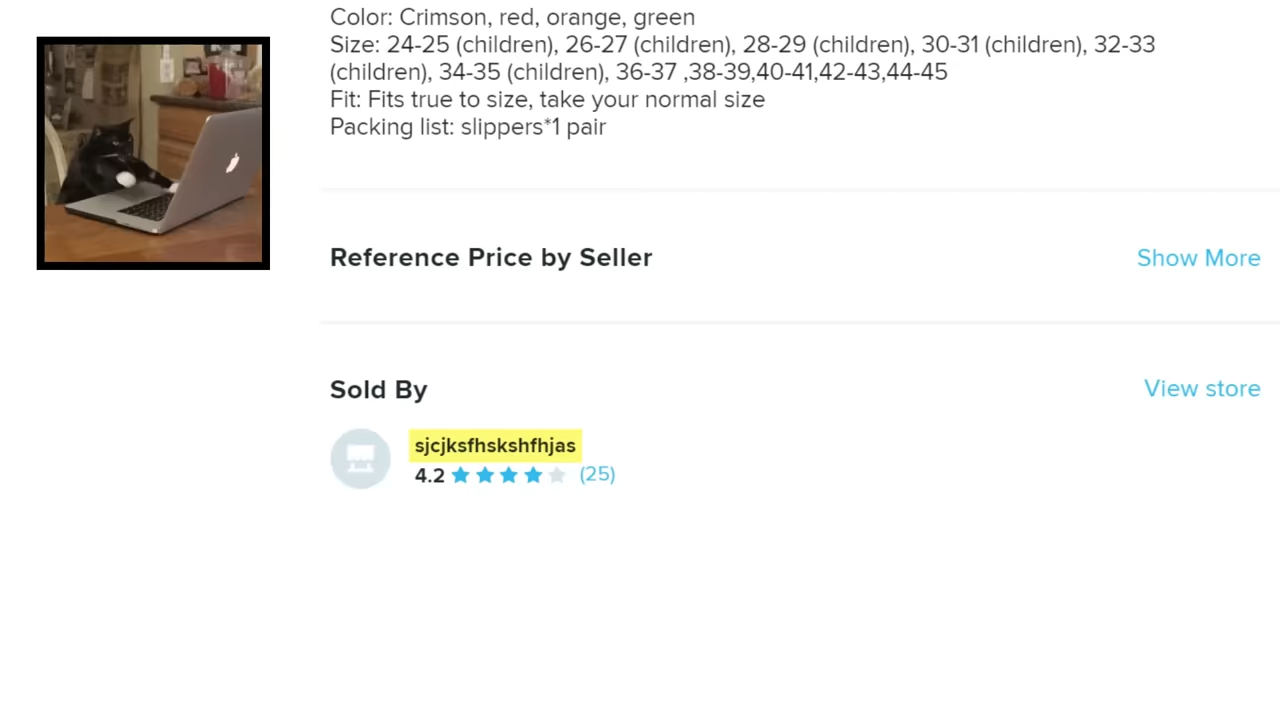 Color: Crimson, red, orange, green
Size: 24-25 (children), 26-27 (children), 28-29 (children), 30-31 (children), 32-33
(children), 34-35 (children), 36-37 ,38-39,40-41,42-43,44-45
Fit: Fits true to size, take your normal size
Packing list: slippers*1 pair
Reference Price by Seller
Show More
Sold By
View store
sjcjksfhskshfhjas
4.2
(25)